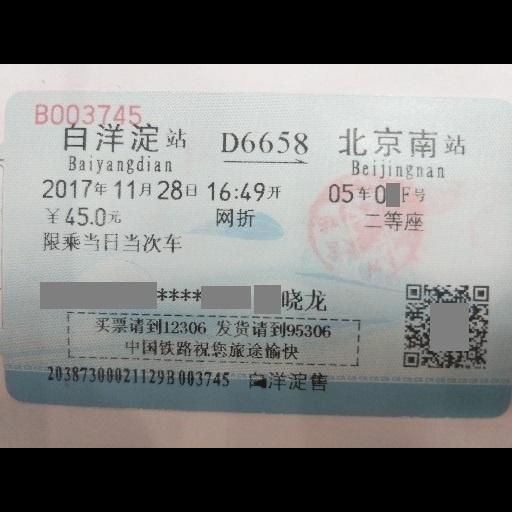 B003745
白洋淀站 D6658 北京南站
Baiyangdian Beijingnan
2017年11月28日 16:49开 05车0 F号
￥45.0元 网折 二等座
限乘当日当次车
**** 晓龙
买票请到12306 发货请到95306
中国铁路祝您旅途愉快
20387300021129B003745 白洋淀售